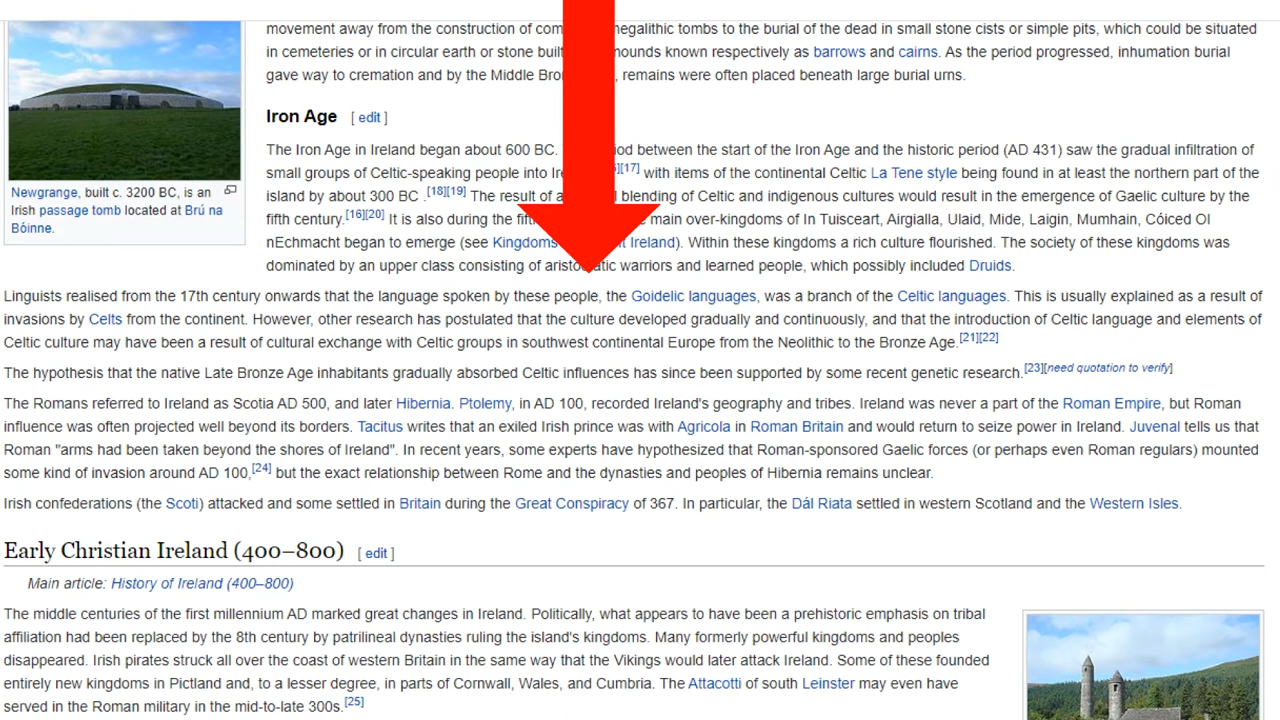 movement away from the construction of com negalithic tombs to the burial of the dead in small stone cists or simple pits, which could be situated
in cemeteries or in circular earth or stone built ounds known respectively as barrows and cairns. As the period progressed, inhumation burial
gave way to cremation and by the Middle Bron , remains were often placed beneath large burial urns.
Newgrange, built c. 3200 BC, is an
Irish passage tomb located at Brú na
Bóinne.
Iron Age [ edit ]
The Iron Age in Ireland began about 600 BC. iod between the start of the Iron Age and the historic period (AD 431) saw the gradual infiltration of
small groups of Celtic-speaking people into Ire ][17] with items of the continental Celtic La Tene style being found in at least the northern part of the
island by about 300 BC .[18][19] The result of a blending of Celtic and indigenous cultures would result in the emergence of Gaelic culture by the
fifth century.[16][20] It is also during the fift main over-kingdoms of In Tuisceart, Airgialla, Ulaid, Mide, Laigin, Mumhain, Cóiced Ol
nEchmacht began to emerge (see Kingdoms t Ireland). Within these kingdoms a rich culture flourished. The society of these kingdoms was
dominated by an upper class consisting of aristocratic warriors and learned people, which possibly included Druids.
Linguists realised from the 17th century onwards that the language spoken by these people, the Goidelic languages, was a branch of the Celtic languages. This is usually explained as a result of
invasions by Celts from the continent. However, other research has postulated that the culture developed gradually and continuously, and that the introduction of Celtic language and elements of
Celtic culture may have been a result of cultural exchange with Celtic groups in southwest continental Europe from the Neolithic to the Bronze Age.[21][22]
The hypothesis that the native Late Bronze Age inhabitants gradually absorbed Celtic influences has since been supported by some recent genetic research.[23][need quotation to verify]
The Romans referred to Ireland as Scotia AD 500, and later Hibernia. Ptolemy, in AD 100, recorded Ireland's geography and tribes. Ireland was never a part of the Roman Empire, but Roman
influence was often projected well beyond its borders. Tacitus writes that an exiled Irish prince was with Agricola in Roman Britain and would return to seize power in Ireland. Juvenal tells us that
Roman "arms had been taken beyond the shores of Ireland". In recent years, some experts have hypothesized that Roman-sponsored Gaelic forces (or perhaps even Roman regulars) mounted
some kind of invasion around AD 100,[24] but the exact relationship between Rome and the dynasties and peoples of Hibernia remains unclear.
Irish confederations (the Scoti) attacked and some settled in Britain during the Great Conspiracy of 367. In particular, the Dál Riata settled in western Scotland and the Western Isles.
Early Christian Ireland (400–800) [ edit ]
Main article: History of Ireland (400–800)
The middle centuries of the first millennium AD marked great changes in Ireland. Politically, what appears to have been a prehistoric emphasis on tribal
affiliation had been replaced by the 8th century by patrilineal dynasties ruling the island's kingdoms. Many formerly powerful kingdoms and peoples
disappeared. Irish pirates struck all over the coast of western Britain in the same way that the Vikings would later attack Ireland. Some of these founded
entirely new kingdoms in Pictland and, to a lesser degree, in parts of Cornwall, Wales, and Cumbria. The Attacotti of south Leinster may even have
served in the Roman military in the mid-to-late 300s.[25]